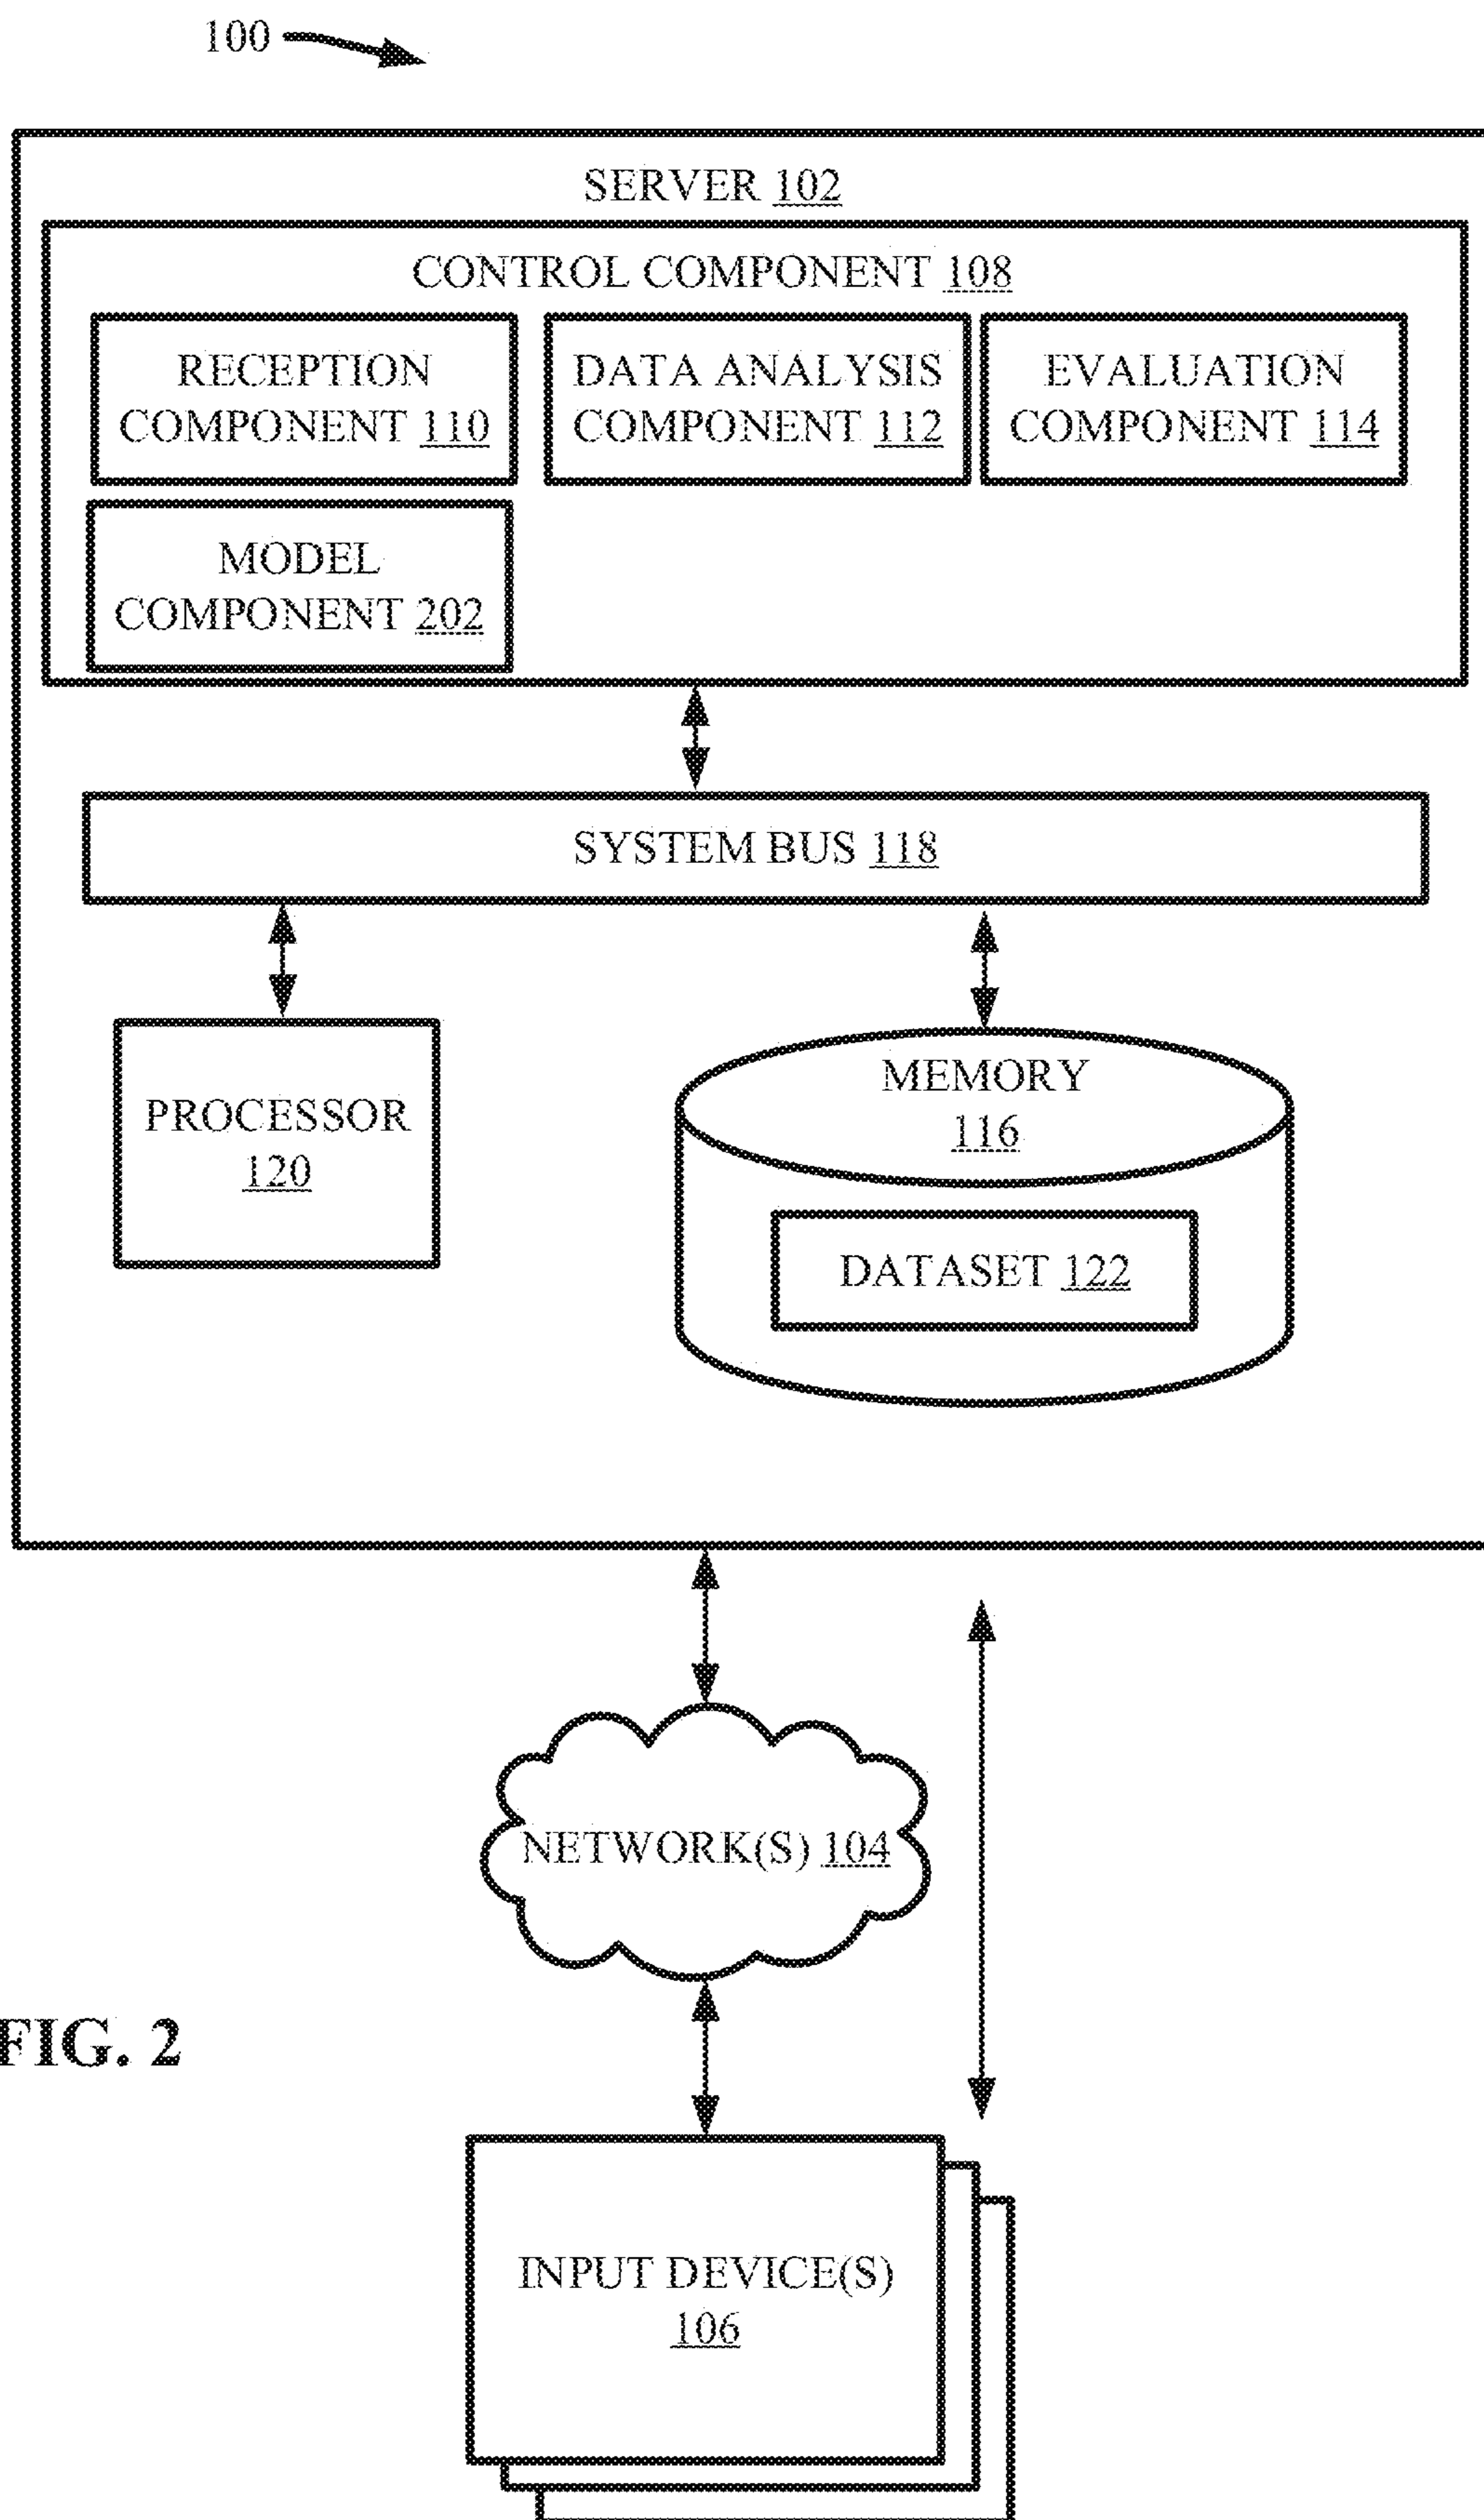 100
SERVER 102
CONTROL COMPONENT 108
RECEPTION
COMPONENT 110
DATA ANALYSIS
COMPONENT 112
EVALUATION
COMPONENT 114
MODEL
COMPONENT 202
SYSTEM BUS 118
PROCESSOR
120
MEMORY
116
DATASET 122
NETWORK(S) 104
FIG. 2
INPUT DEVICE(S)
106